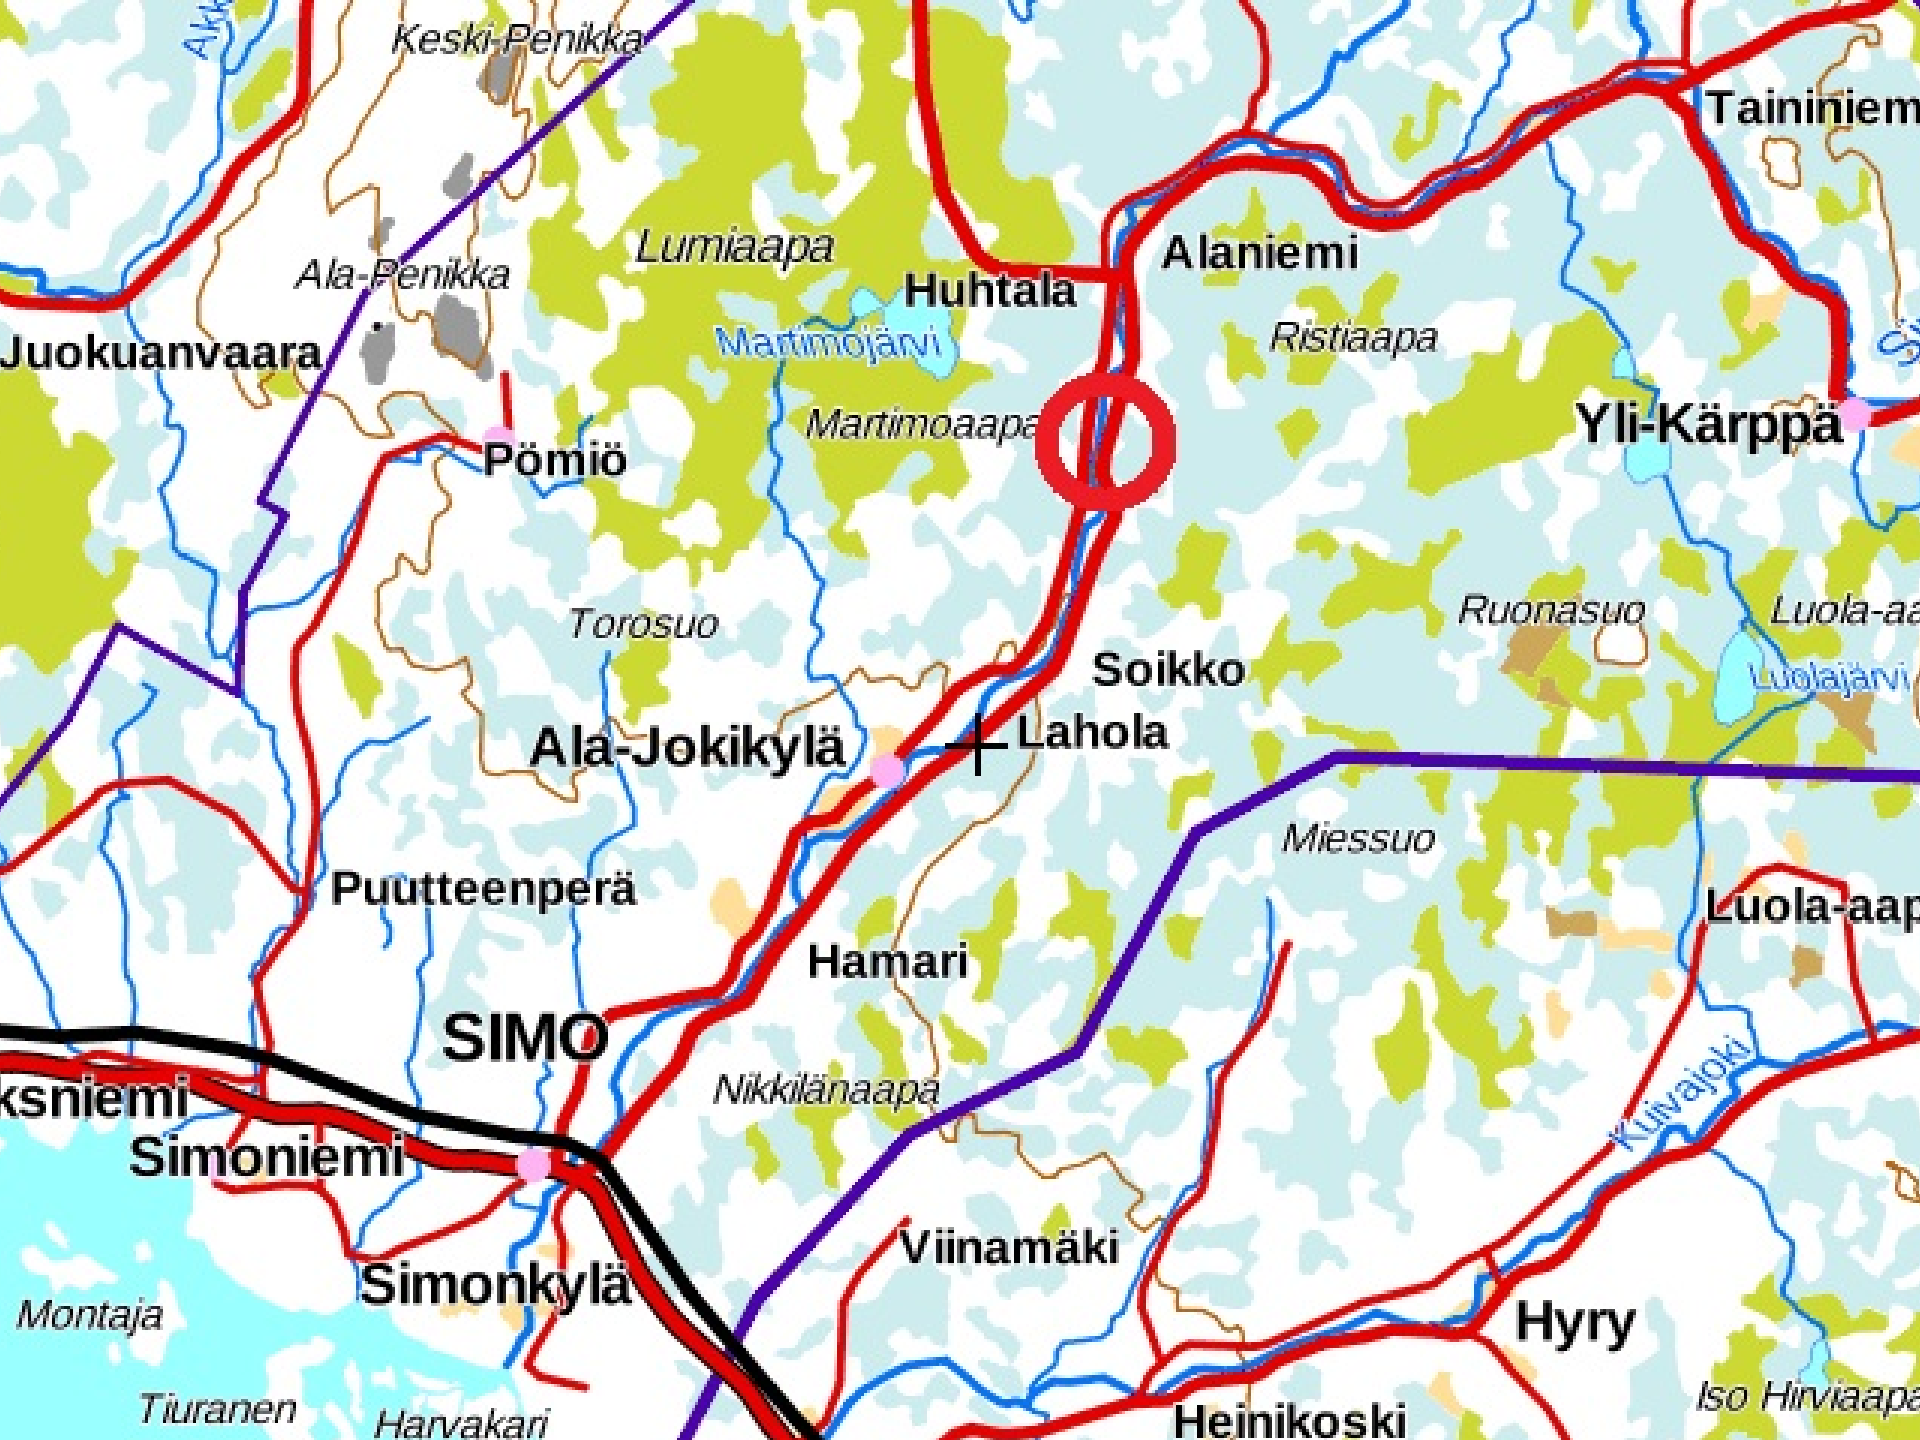 Keski-Penikka
Taininiem
Lumiaapa
Alaniemi
Ala-Penikka
Huhtala
Ristiaapa
Martimojärvi
Juokuanvaara
Martimoaapa
Yli-Kärppä
Pömiö
Torosuo
Ruonasuo
Luola-aa
Soikko
Luolajärvi
Lahola
Ala-Jokikylä
Miessuo
Puutteenperä
Luola-aap
Hamari
SIMO
Kuivajoki
ksniemi
Nikkilänaapa
Simoniemi
Viinamäki
Simonkylä
Montaja
Hyry
Iso Hirviaapa
Tiuranen
Harvakari
Heinikoski